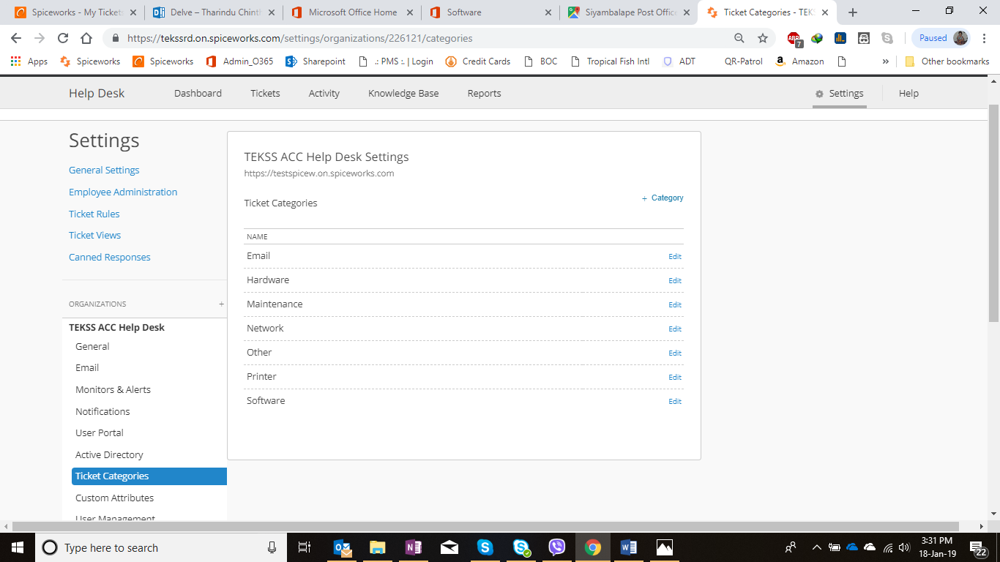 Spiceworks - My Tickets
Delve – Tharindu Chinth
Microsoft Office Home
Software
Siyambalape Post Office
Ticket Categories - TEKS
https://tekssrd.on.spiceworks.com/settings/organizations/226121/categories
ABP
7
Paused
Apps
Spiceworks
Spiceworks
Admin_O365
Sharepoint
.: PMS :. | Login
Credit Cards
BOC
Tropical Fish Intl
ADT
QR-Patrol
Amazon
»
Other bookmarks
Help Desk
Dashboard
Tickets
Activity
Knowledge Base
Reports
Settings
Help
Settings
General Settings
Employee Administration
Ticket Rules
Ticket Views
Canned Responses
ORGANIZATIONS +
TEKSS ACC Help Desk
General
Email
Monitors & Alerts
Notifications
User Portal
Active Directory
Ticket Categories
Custom Attributes
User Management
TEKSS ACC Help Desk Settings
https://testspicew.on.spiceworks.com
Ticket Categories
+ Category
NAME
Email Edit
Hardware Edit
Maintenance Edit
Network Edit
Other Edit
Printer Edit
Software Edit
Type here to search
3:31 PM
18-Jan-19
22